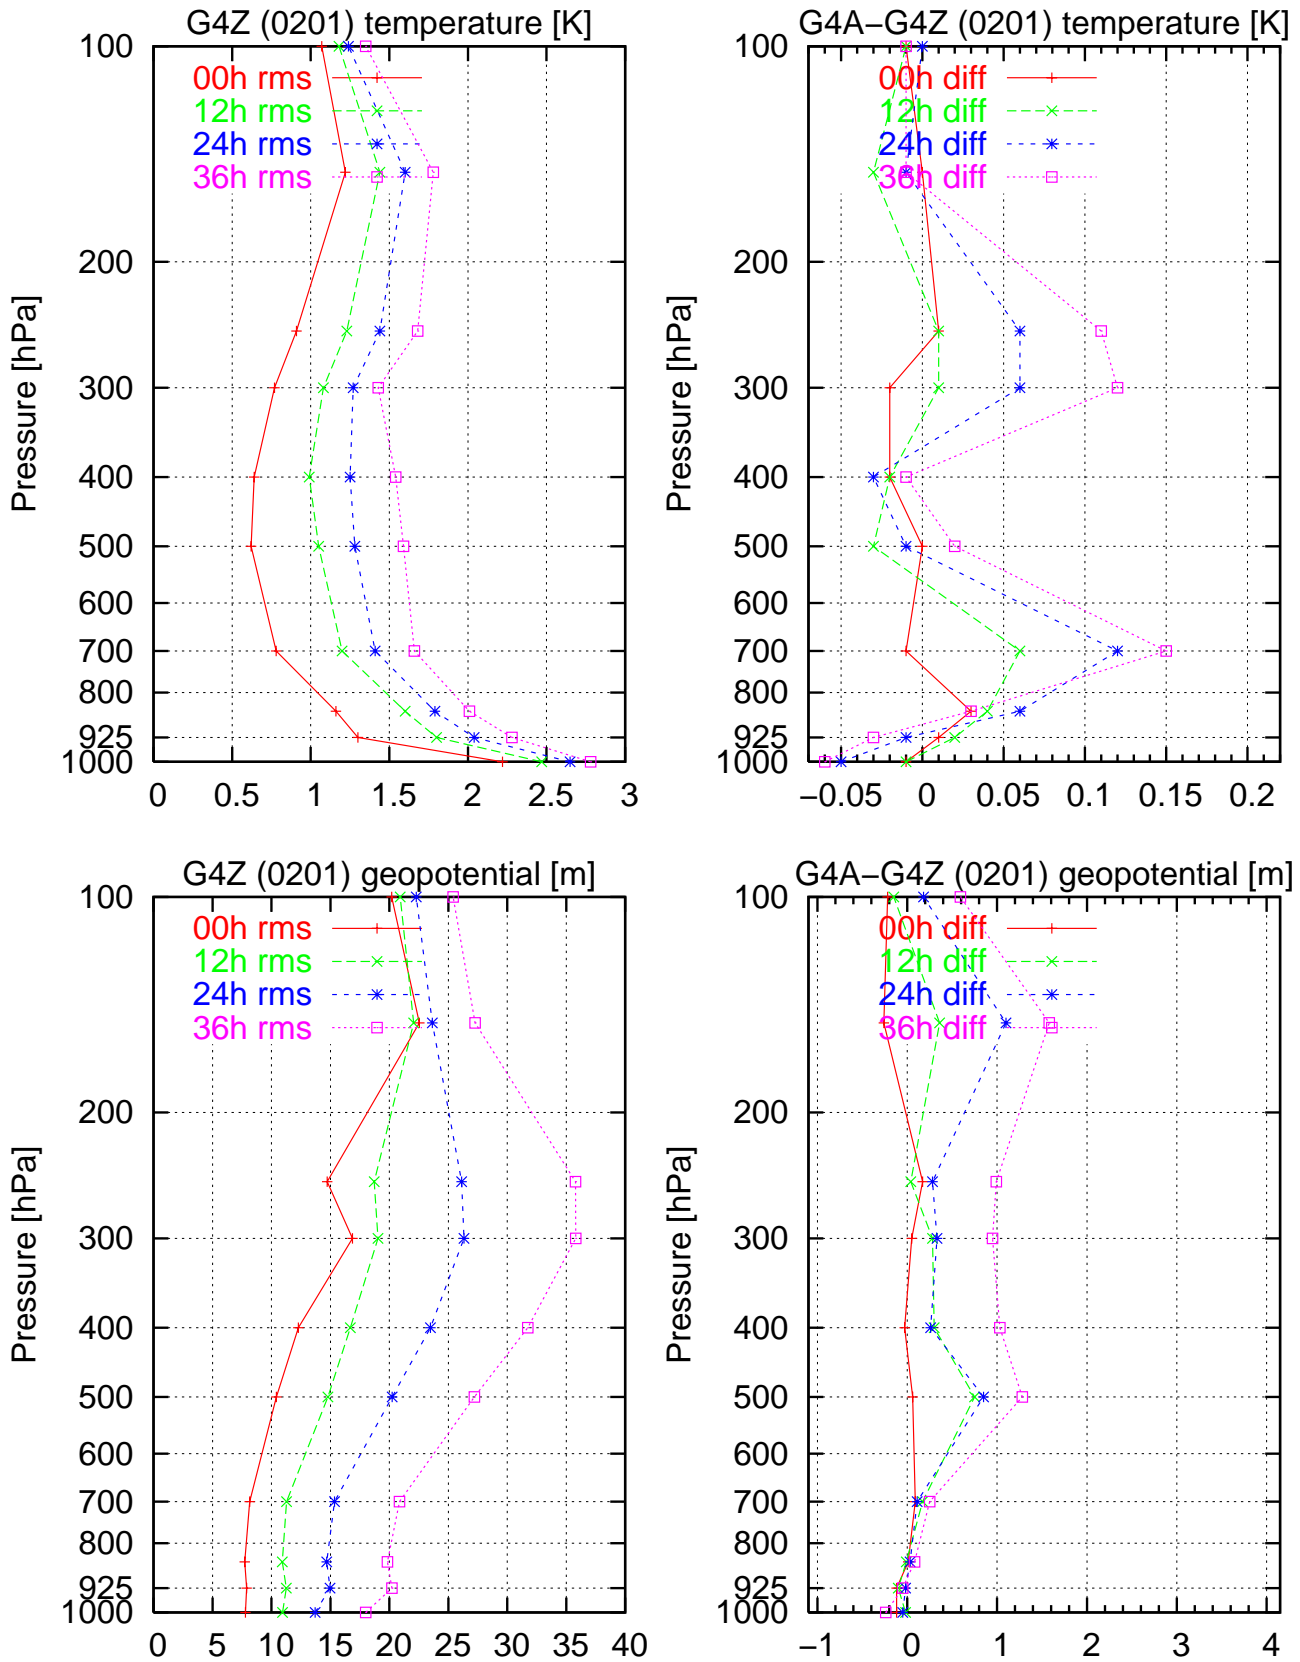 G4Z (0201) temperature [K]
00h rms
12h rms
24h rms
36h rms
Pressure [hPa]
100
200
300
400
500
600
700
800
925
1000
0 0.5 1 1.5 2 2.5 3
G4A−G4Z (0201) temperature [K]
00h diff
12h diff
24h diff
36h diff
Pressure [hPa]
100
200
300
400
500
600
700
800
925
1000
−0.05 0 0.05 0.1 0.15 0.2
G4Z (0201) geopotential [m]
00h rms
12h rms
24h rms
36h rms
Pressure [hPa]
100
200
300
400
500
600
700
800
925
1000
0 5 10 15 20 25 30 35 40
G4A−G4Z (0201) geopotential [m]
00h diff
12h diff
24h diff
36h diff
Pressure [hPa]
100
200
300
400
500
600
700
800
925
1000
−1 0 1 2 3 4